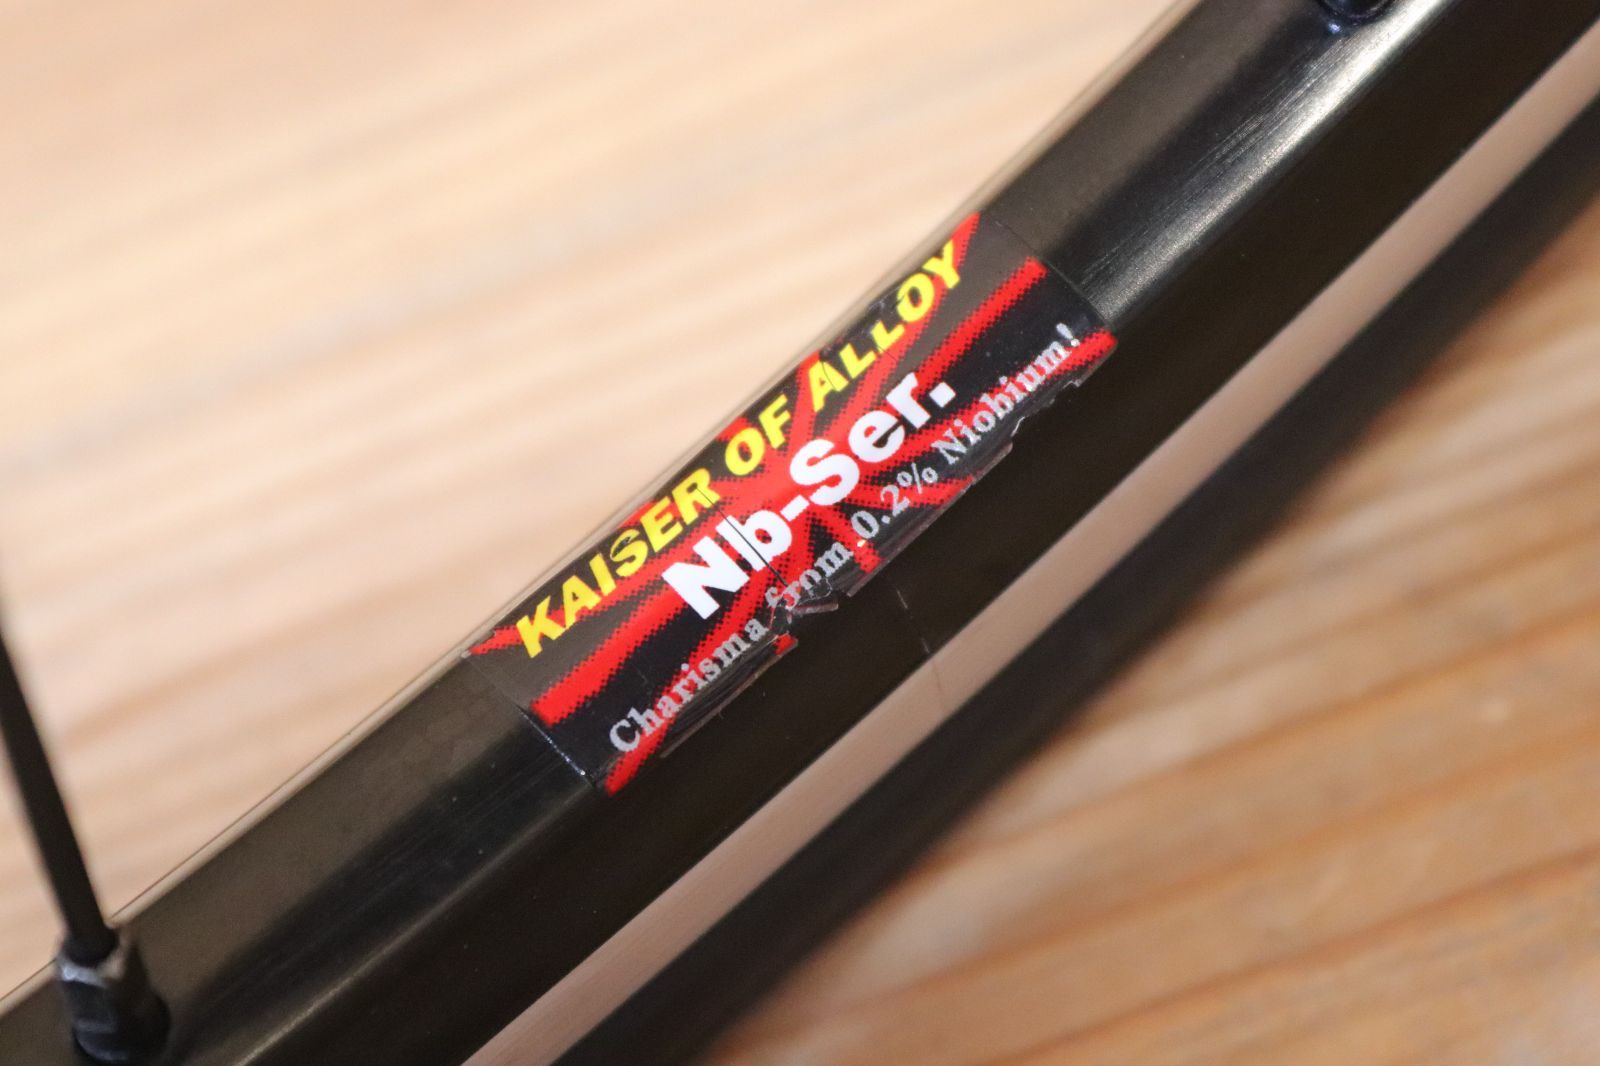 KAISER OF ALLOY
Nb-Ser.
Charisma from 0.2% Niobium!